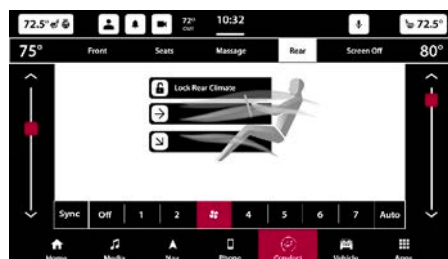 72.5° 72° OUT 10:32 72.5°
75° Front Seats Massage Rear Screen Off 80°
Lock Rear Climate
Sync Off 1 2 4 5 6 7 Auto
Home Media Nav Phone Comfort Vehicle Apps